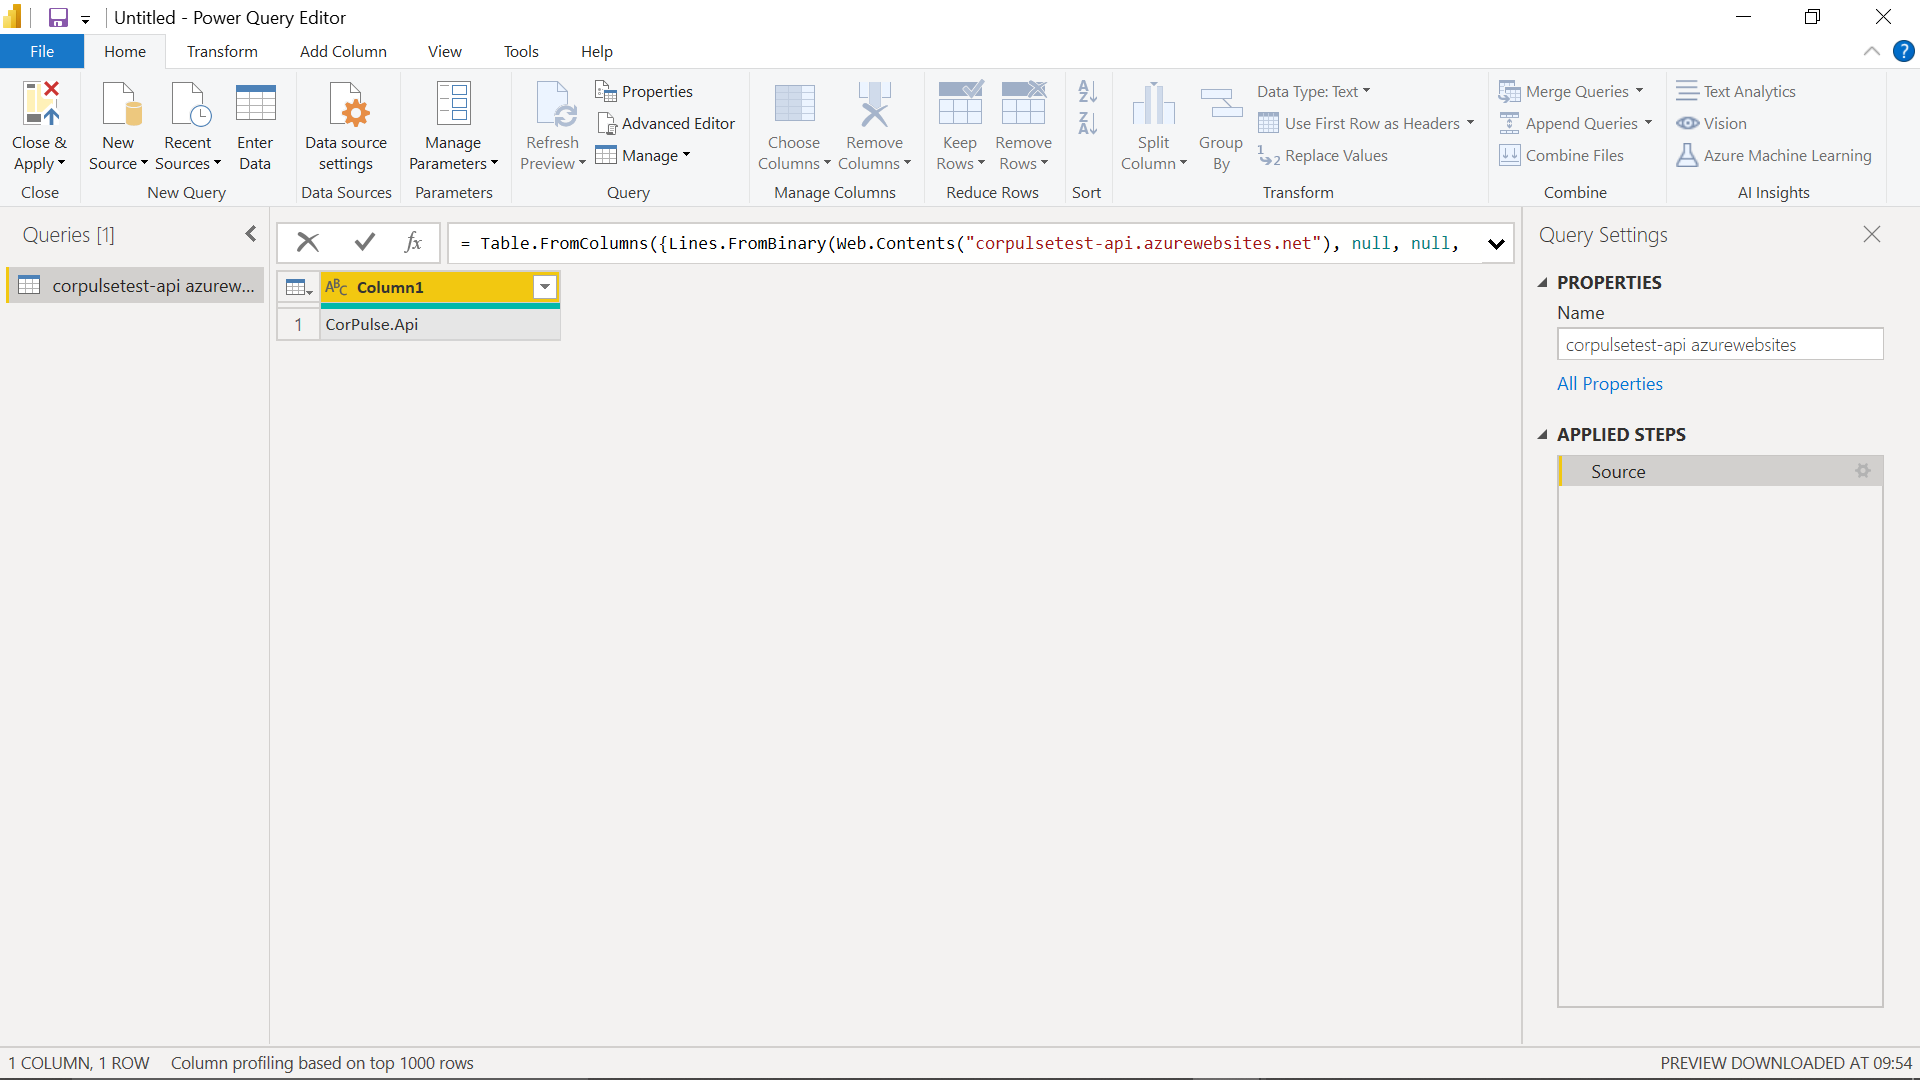 Untitled - Power Query Editor
File Home Transform Add Column View Tools Help
Close & Apply
New Source
Recent Sources
Enter Data
Data source settings
Manage Parameters
Refresh Preview
Properties
Advanced Editor
Manage
Choose Columns
Remove Columns
Keep Rows
Remove Rows
Split Column
Group By
Data Type: Text
Use First Row as Headers
Replace Values
Merge Queries
Append Queries
Combine Files
Text Analytics
Vision
Azure Machine Learning
Close New Query Data Sources Parameters Query Manage Columns Reduce Rows Sort Transform Combine AI Insights
Queries [1]
corpulsetest-api azurew...
fx
= Table.FromColumns({Lines.FromBinary(Web.Contents("corpulsetest-api.azurewebsites.net"), null, null,
ABC Column1
1 CorPulse.Api
Query Settings
PROPERTIES
Name
corpulsetest-api azurewebsites
All Properties
APPLIED STEPS
Source
1 COLUMN, 1 ROW Column profiling based on top 1000 rows
PREVIEW DOWNLOADED AT 09:54